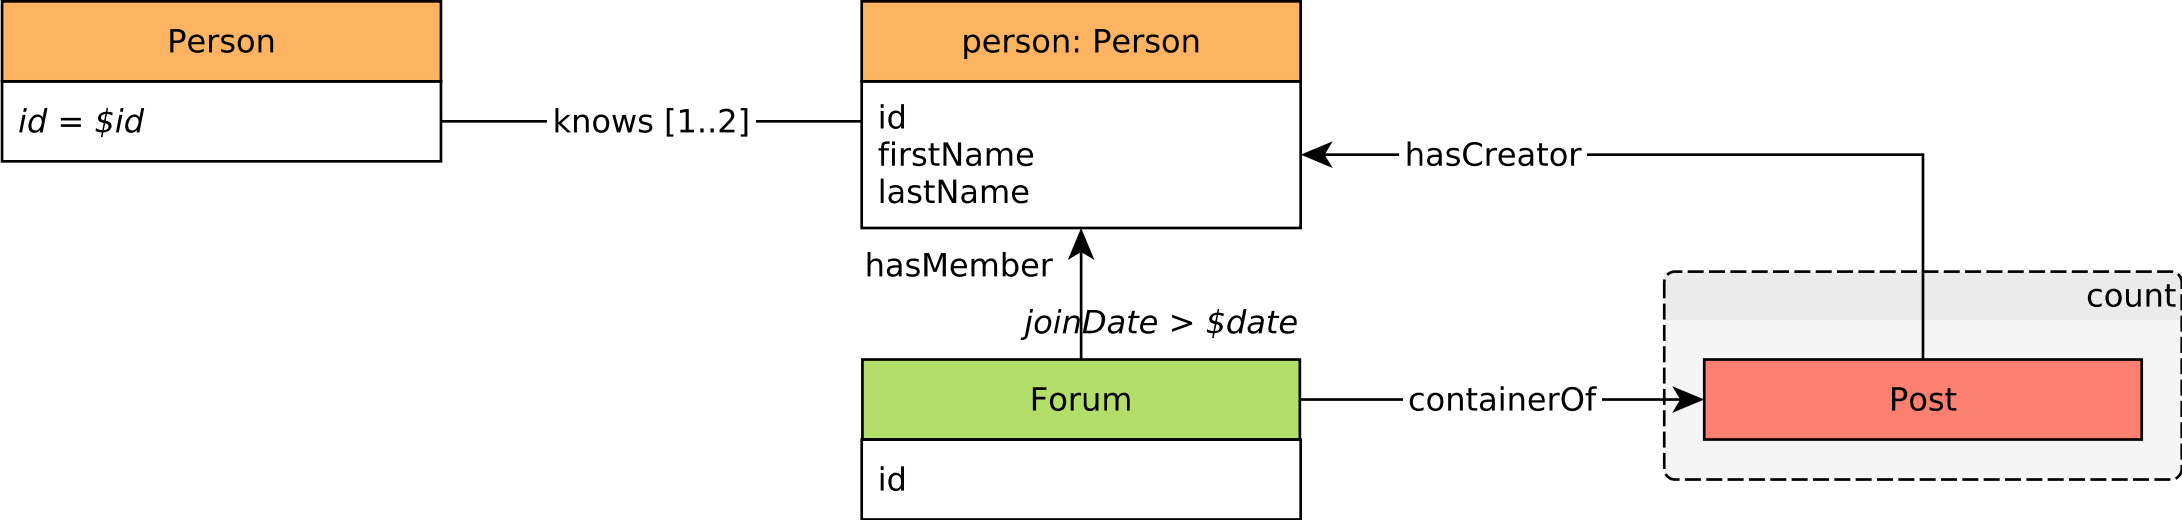 Person
id = $id
knows [1..2]
person: Person
id
firstName
lastName
hasCreator
hasMember
joinDate > $date
count
Forum
id
containerOf
Post